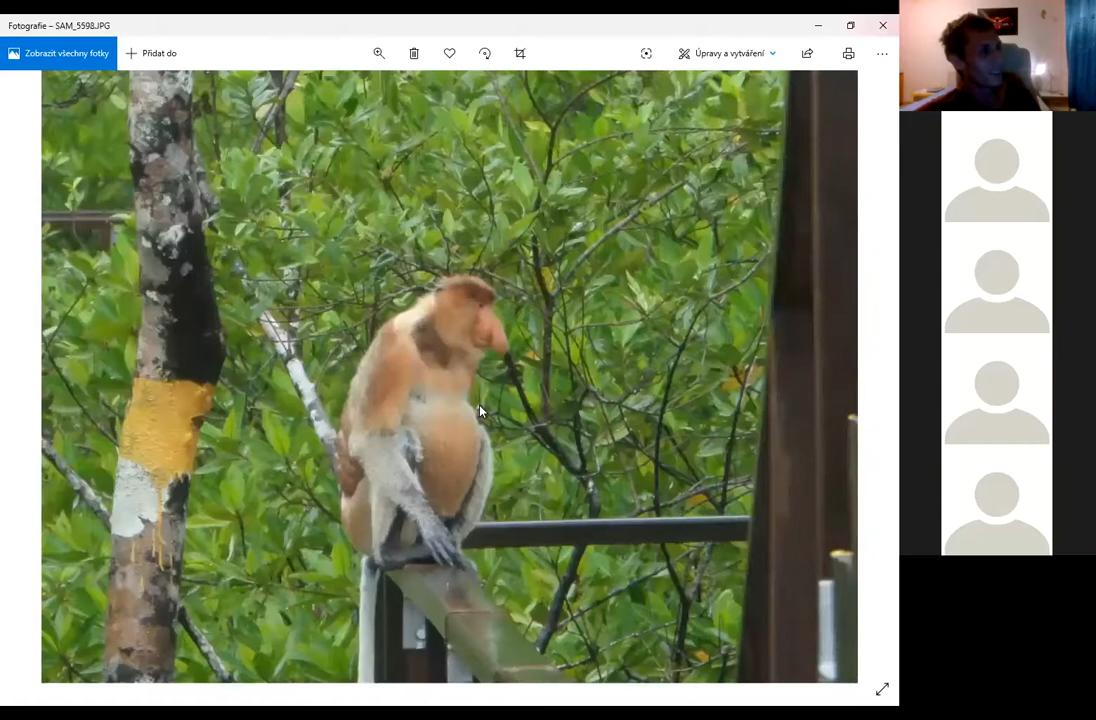 Fotografie – SAM_5598.JPG
Zobrazit všechny fotky
Přidat do
Úpravy a vytváření